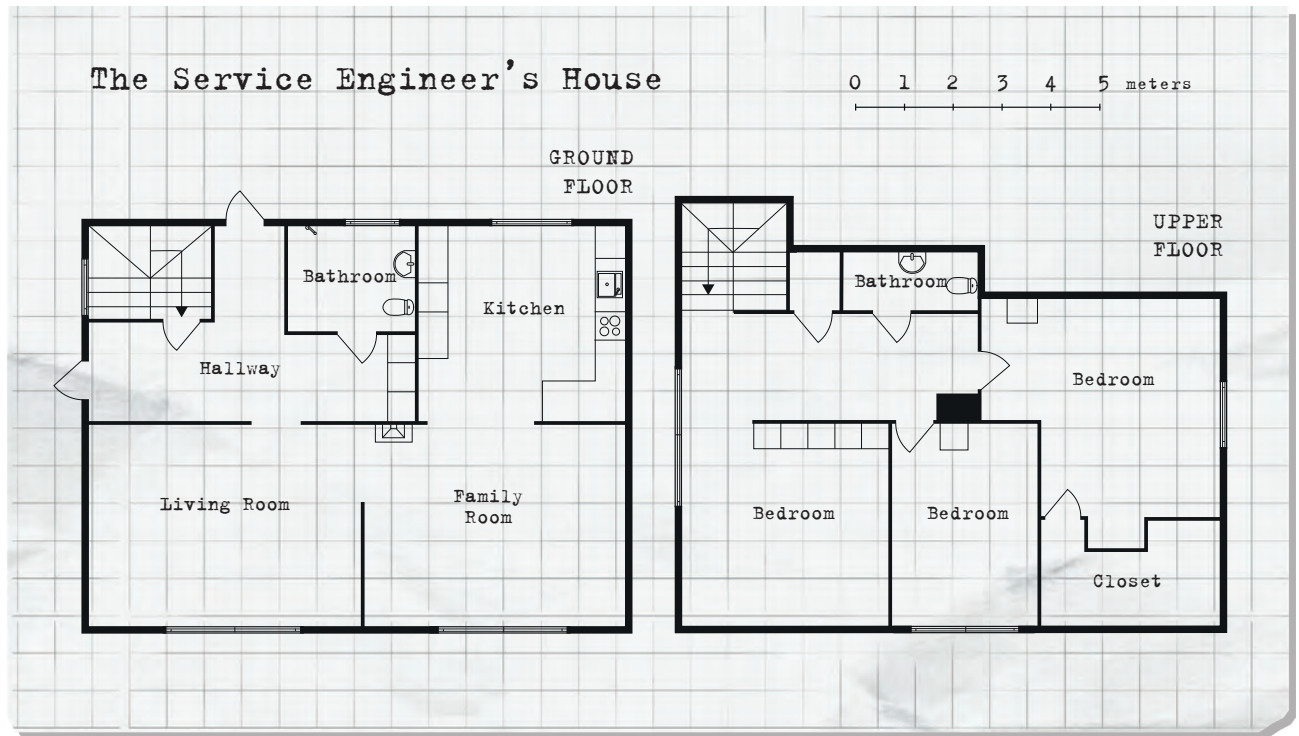 The Service Engineer's House
0 1 2 3 4 5 meters
GROUND
FLOOR
UPPER
FLOOR
Bathroom
Kitchen
Hallway
Living Room
Family
Room
Bathroom
Bedroom
Bedroom
Bedroom
Closet